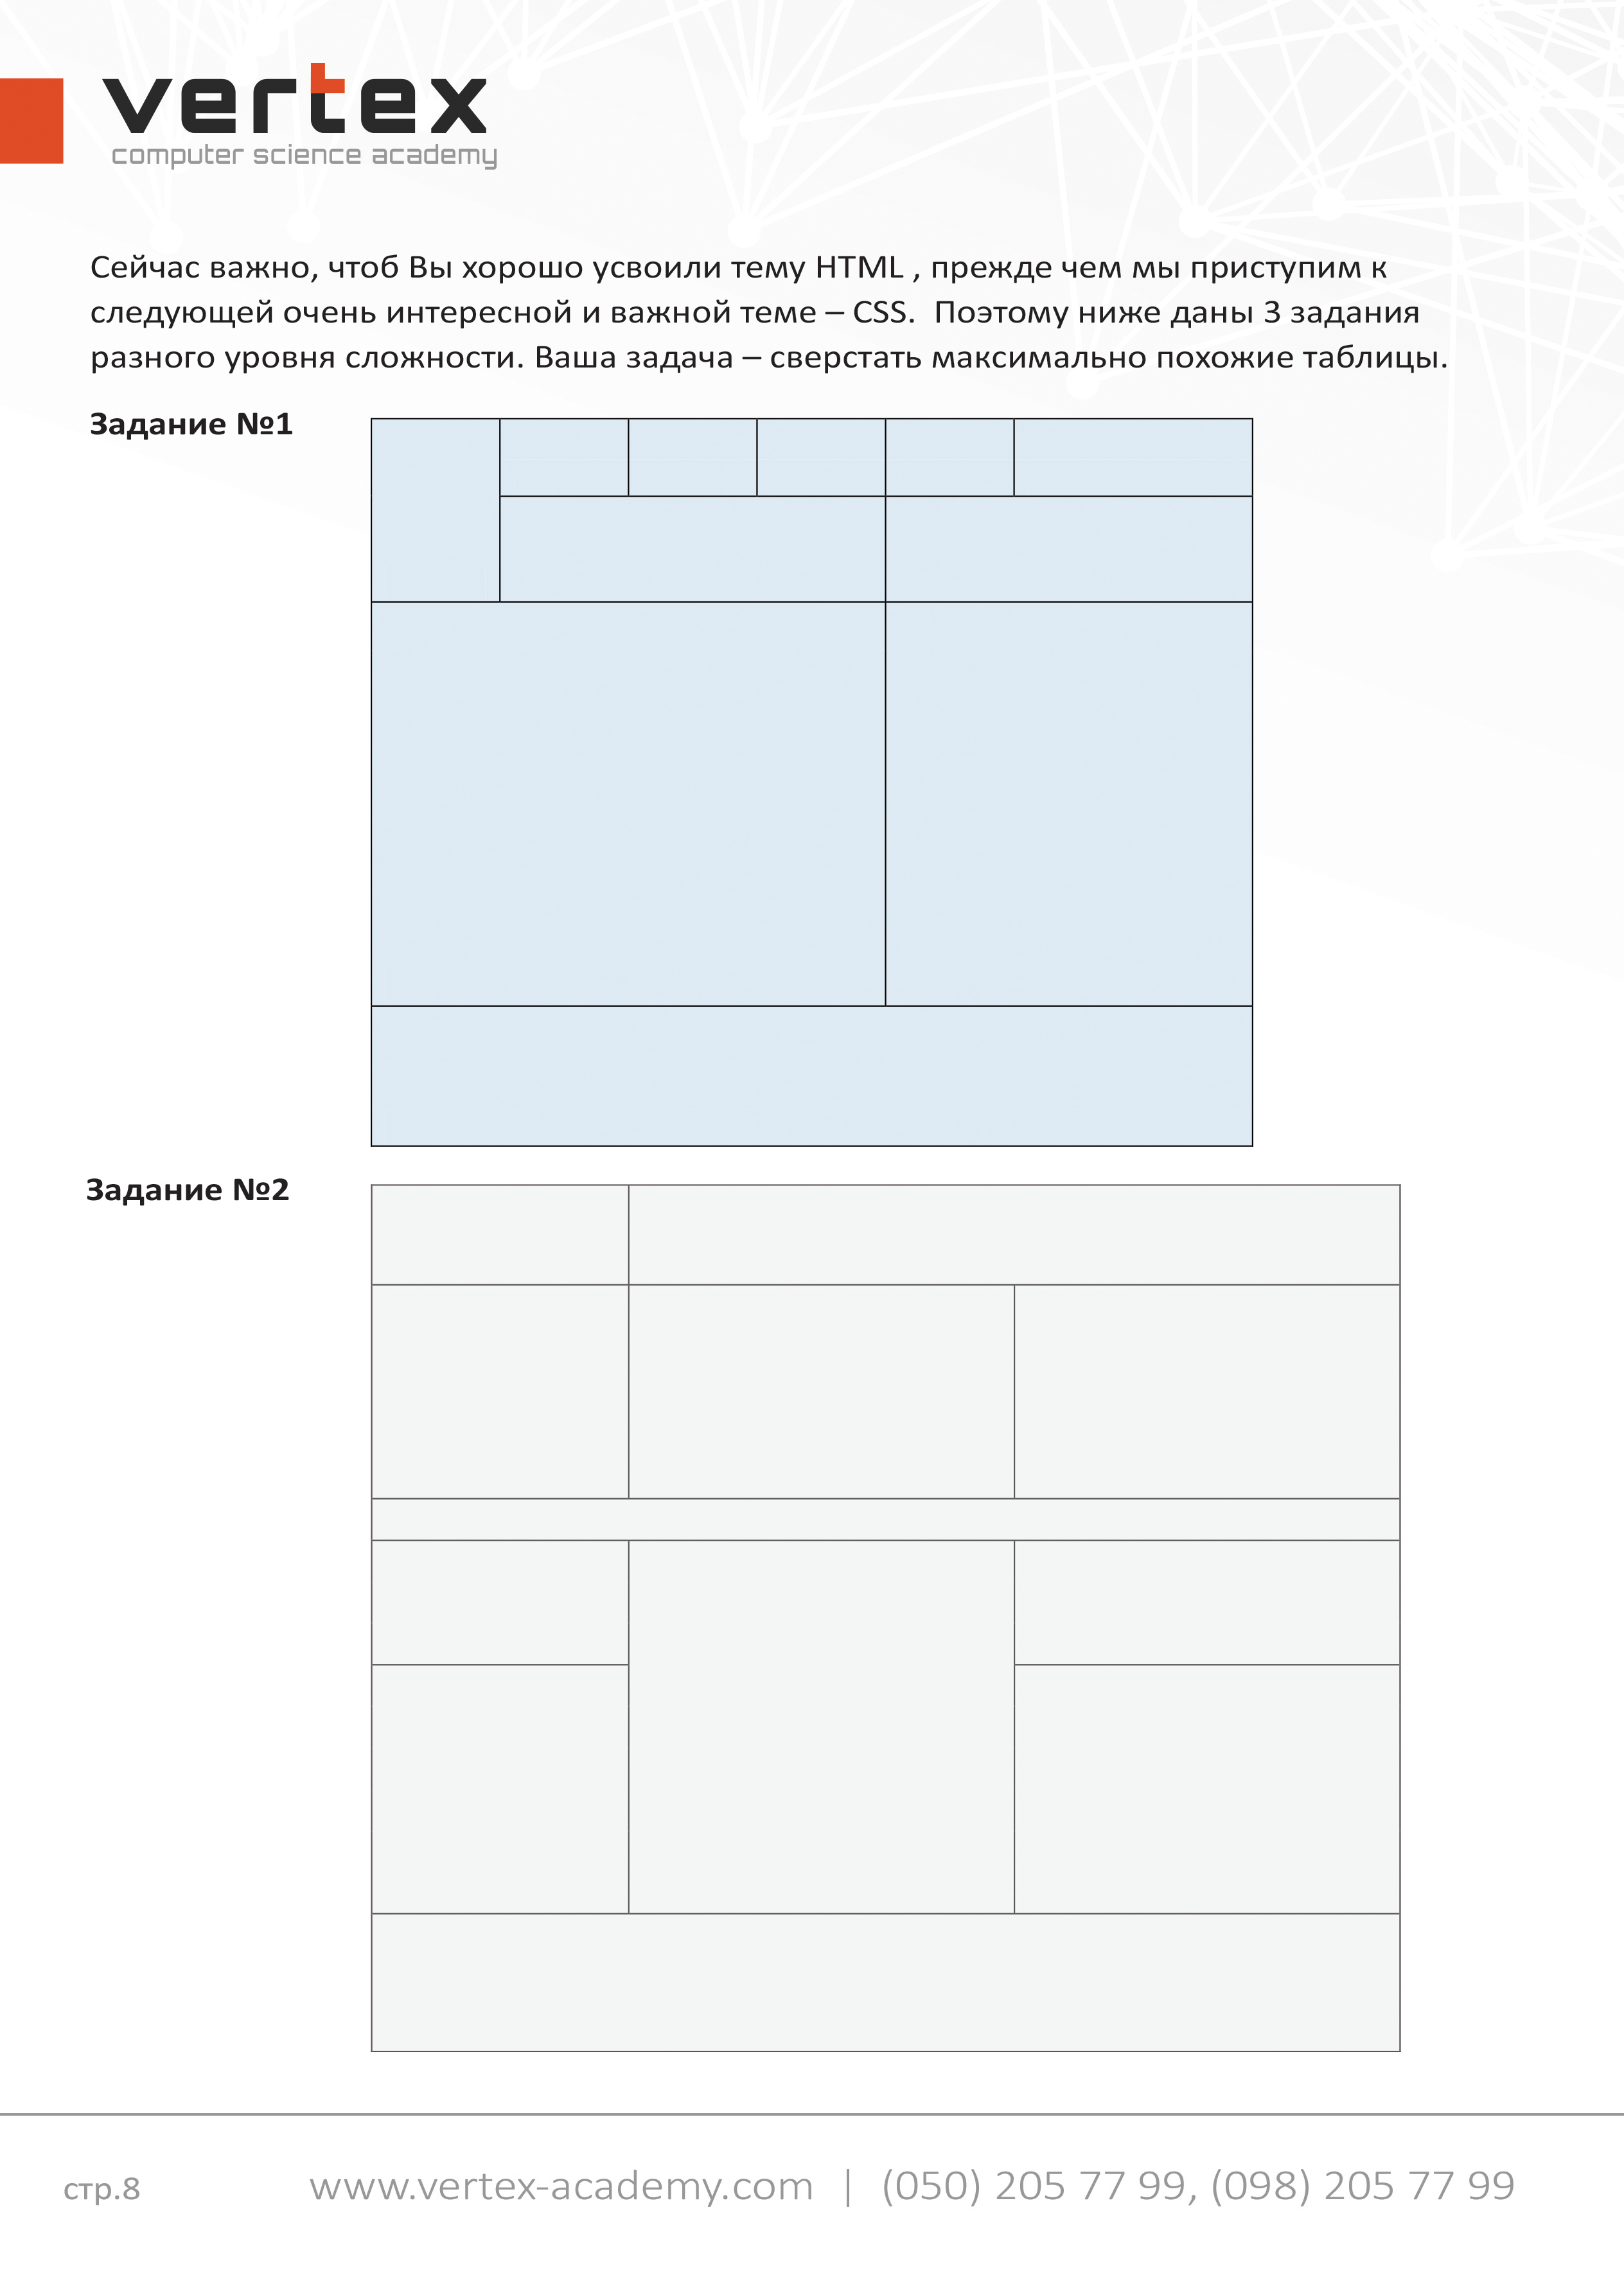 vertex
computer science academy
Сейчас важно, чтоб Вы хорошо усвоили тему HTML , прежде чем мы приступим к
следующей очень интересной и важной теме – CSS.  Поэтому ниже даны 3 задания
разного уровня сложности. Ваша задача – сверстать максимально похожие таблицы.
Задание №1
Задание №2
стр.8
www.vertex-academy.com | (050) 205 77 99, (098) 205 77 99